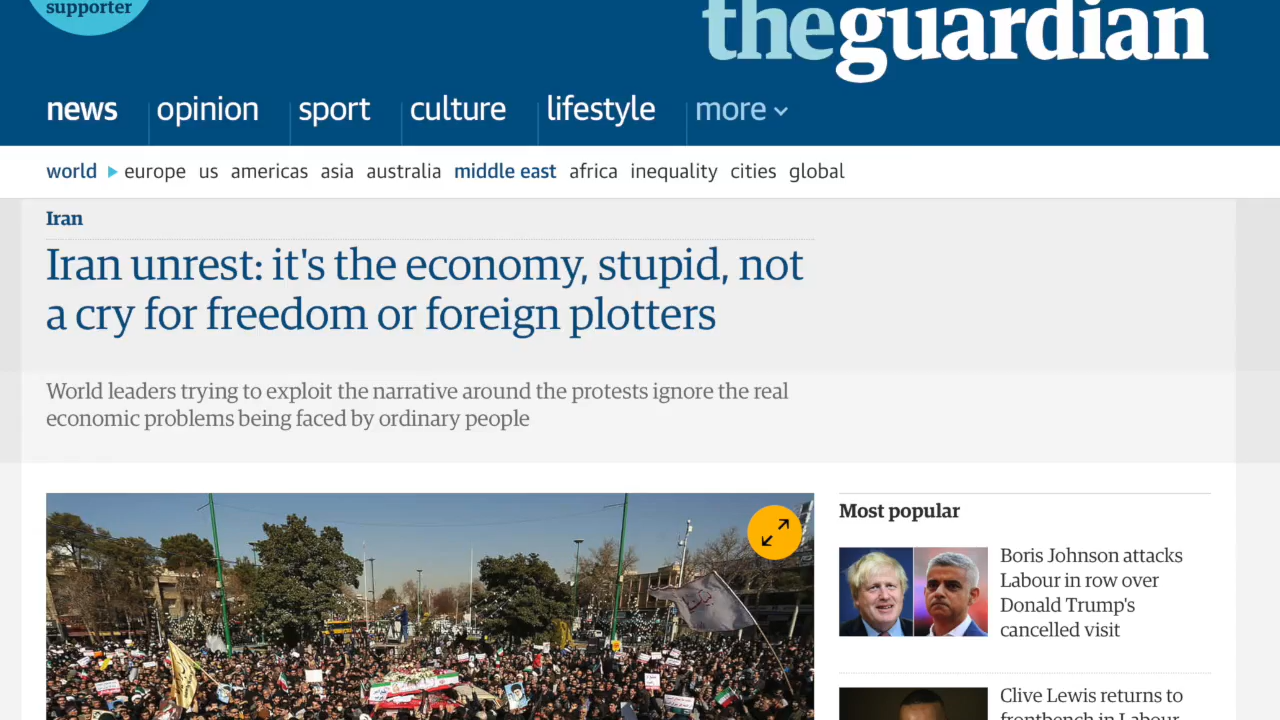 supporter
theguardian
news opinion sport culture lifestyle more
world europe us americas asia australia middle east africa inequality cities global
Iran
Iran unrest: it's the economy, stupid, not
a cry for freedom or foreign plotters
World leaders trying to exploit the narrative around the protests ignore the real
economic problems being faced by ordinary people
Most popular
Boris Johnson attacks
Labour in row over
Donald Trump's
cancelled visit
Clive Lewis returns to
frontbench in Labour